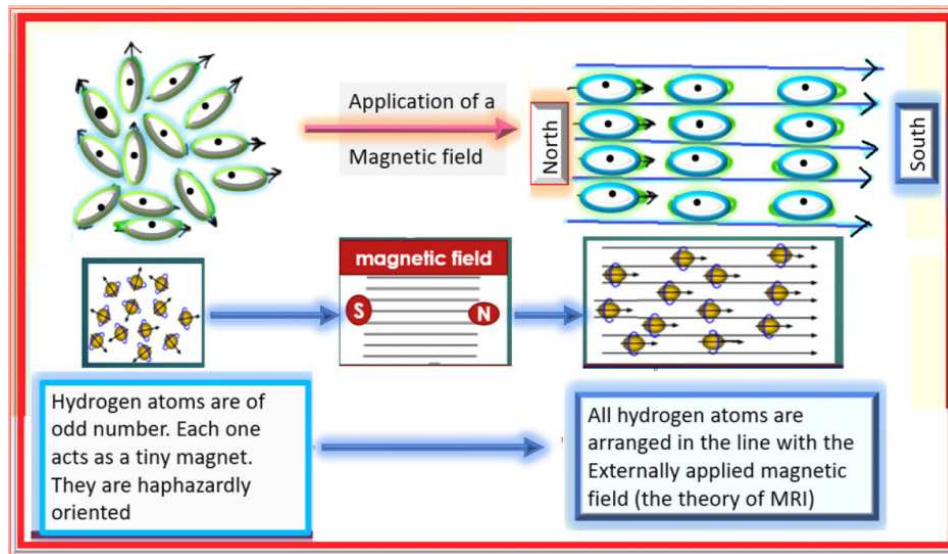 Application of a
Magnetic field
North
South
magnetic field
S
N
Hydrogen atoms are of
odd number. Each one
acts as a tiny magnet.
They are haphazardly
oriented
All hydrogen atoms are
arranged in the line with the
Externally applied magnetic
field (the theory of MRI)